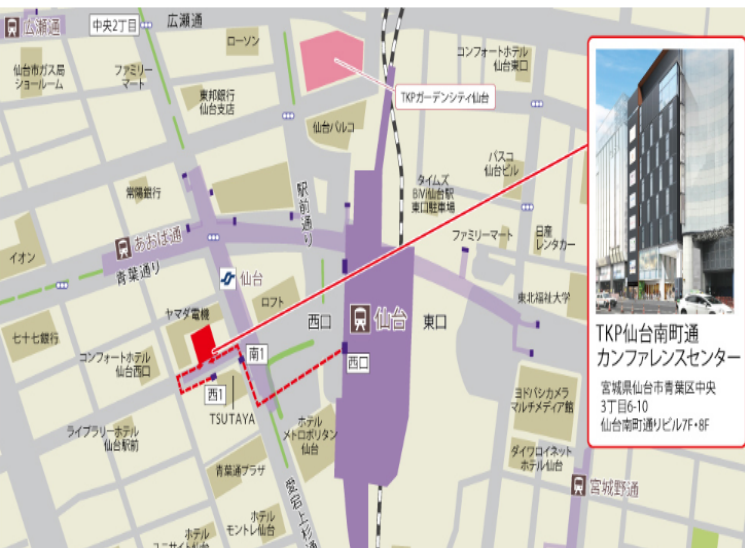 広瀬通
中央2丁目
広瀬通
ローソン
仙台市ガス局
ショールーム
ファミリー
マート
東邦銀行
仙台支店
TKPガーデンシティ仙台
コンフォートホテル
仙台東口
仙台パルコ
パスコ
仙台ビル
タイムズ
BiVi仙台駅
東口駐車場
常陽銀行
駅前通り
ファミリーマート
日産
レンタカー
イオン
あおば通
青葉通り
仙台
ヤマダ電機
ロフト
西口
仙台
東口
東北福祉大学
七十七銀行
コンフォートホテル
仙台西口
南1
西口
西1
TSUTAYA
ライブラリーホテル
仙台駅前
ホテル
メトロポリタン
仙台
ヨドバシカメラ
マルチメディア館
青葉通プラザ
ダイワロイネット
ホテル仙台
愛宕上杉通
宮城野通
ホテル
モントレ仙台
ホテル
TKP仙台南町通
カンファレンスセンター
宮城県仙台市青葉区中央
3丁目6-10
仙台南町通りビル7F・8F